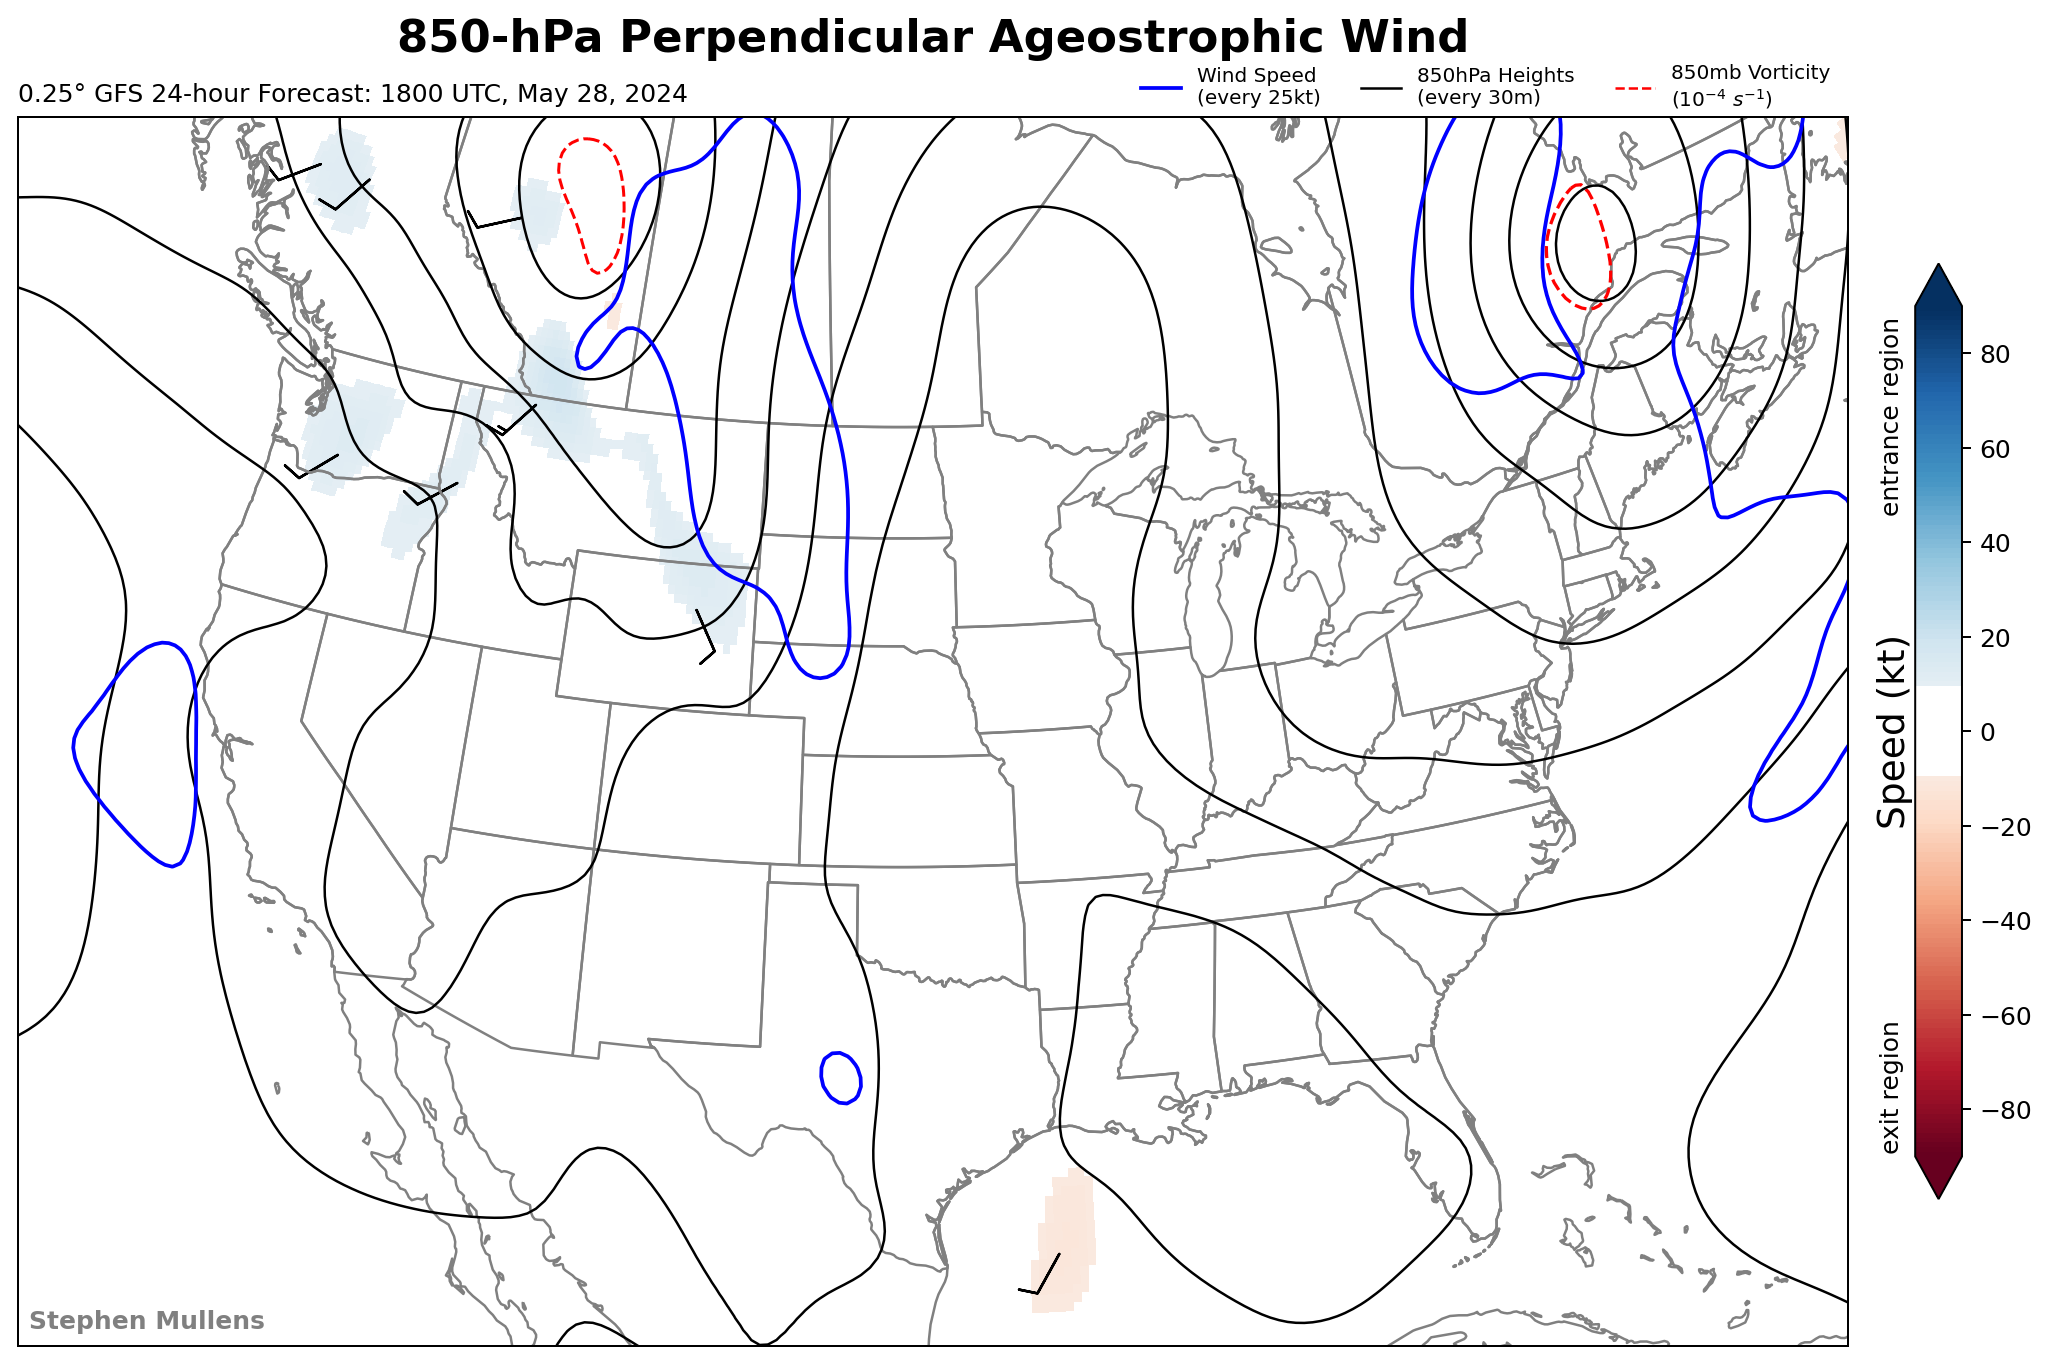 850-hPa Perpendicular Ageostrophic Wind
0.25° GFS 24-hour Forecast: 1800 UTC, May 28, 2024
Wind Speed
(every 25kt)
850hPa Heights
(every 30m)
850mb Vorticity
(10⁻⁴ s⁻¹)
entrance region
Speed (kt)
exit region
80
60
40
20
0
−20
−40
−60
−80
Stephen Mullens